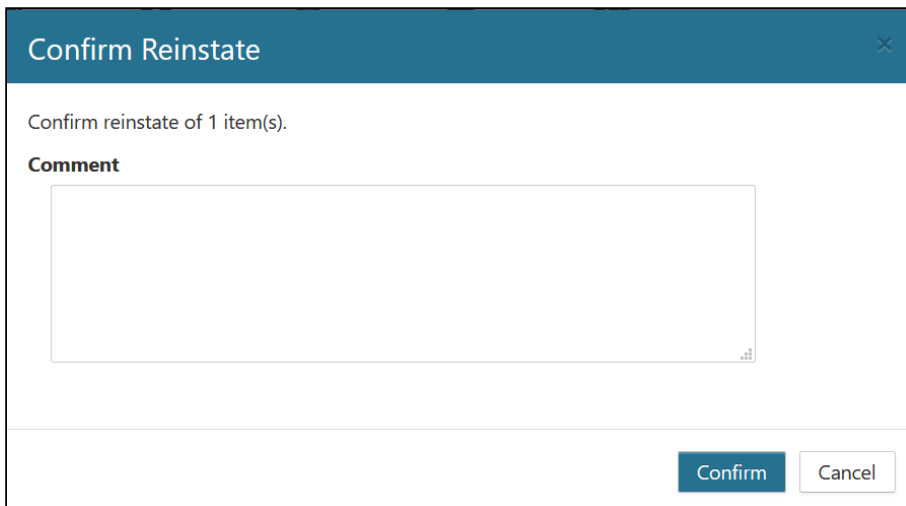 Confirm Reinstate
Confirm reinstate of 1 item(s).
Comment
Confirm Cancel